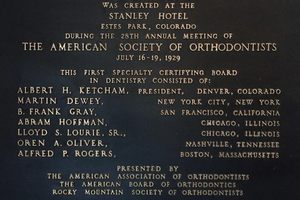 WAS CREATED AT THE
STANLEY HOTEL
ESTES PARK, COLORADO
DURING THE 28TH ANNUAL MEETING OF
THE AMERICAN SOCIETY OF ORTHODONTISTS
JULY 16-19, 1929
THIS FIRST SPECIALTY CERTIFYING BOARD
IN DENTISTRY CONSISTED OF:
ALBERT H. KETCHAM, PRESIDENT, DENVER, COLORADO
MARTIN DEWEY, NEW YORK CITY, NEW YORK
B. FRANK GRAY, SAN FRANCISCO, CALIFORNIA
ABRAM HOFFMAN, CHICAGO, ILLINOIS
LLOYD S. LOURIE, SR., CHICAGO, ILLINOIS
OREN A. OLIVER, NASHVILLE, TENNESSEE
ALFRED P. ROGERS, BOSTON, MASSACHUSETTS
PRESENTED BY
THE AMERICAN ASSOCIATION OF ORTHODONTISTS
THE AMERICAN BOARD OF ORTHODONTICS
ROCKY MOUNTAIN SOCIETY OF ORTHODONTISTS